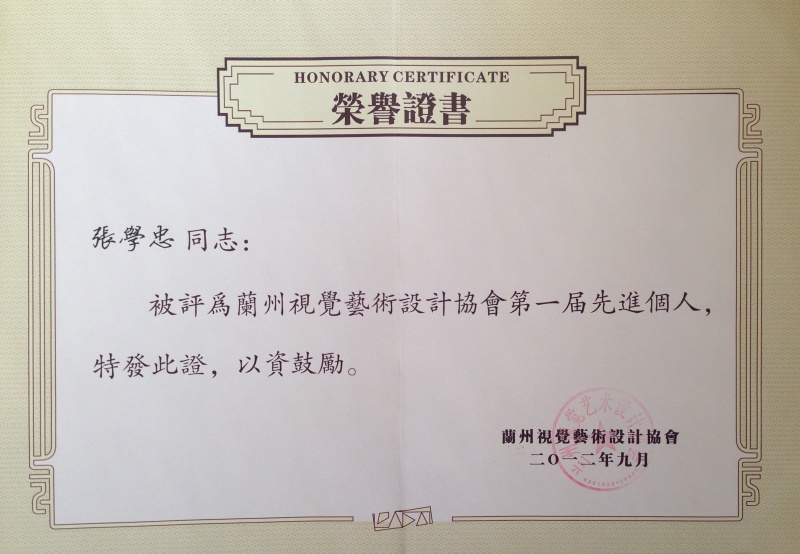 HONORARY CERTIFICATE
榮譽證書
張學忠 同志：
被評爲蘭州視覺藝術設計協會第一届先進個人，
特發此證，以資鼓勵。
蘭州視覺藝術設計協會
二〇一二年九月